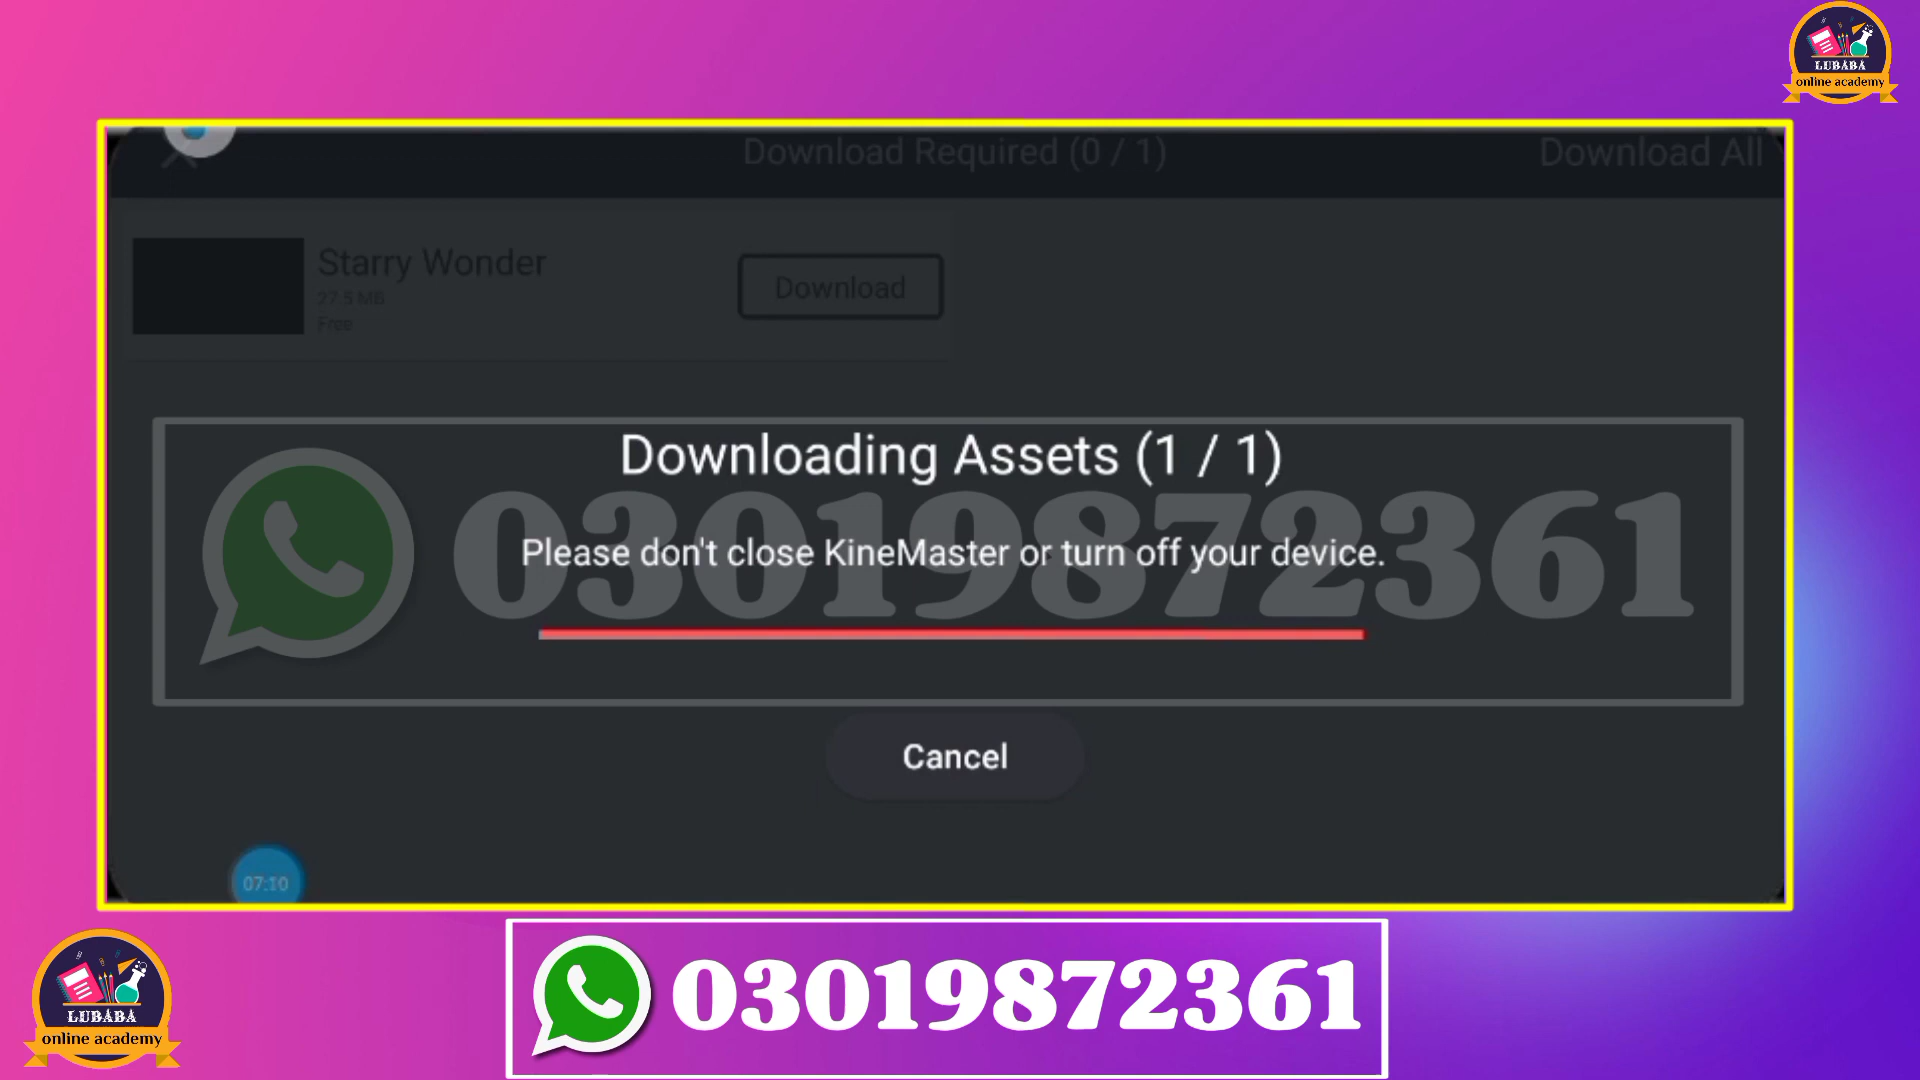 LUBABA
online academy
Download Required (0 / 1)
Download All
Starry Wonder
27.5 MB
Free
Download
Downloading Assets (1 / 1)
03019872361
Please don't close KineMaster or turn off your device.
Cancel
07:10
LUBABA
online academy
03019872361